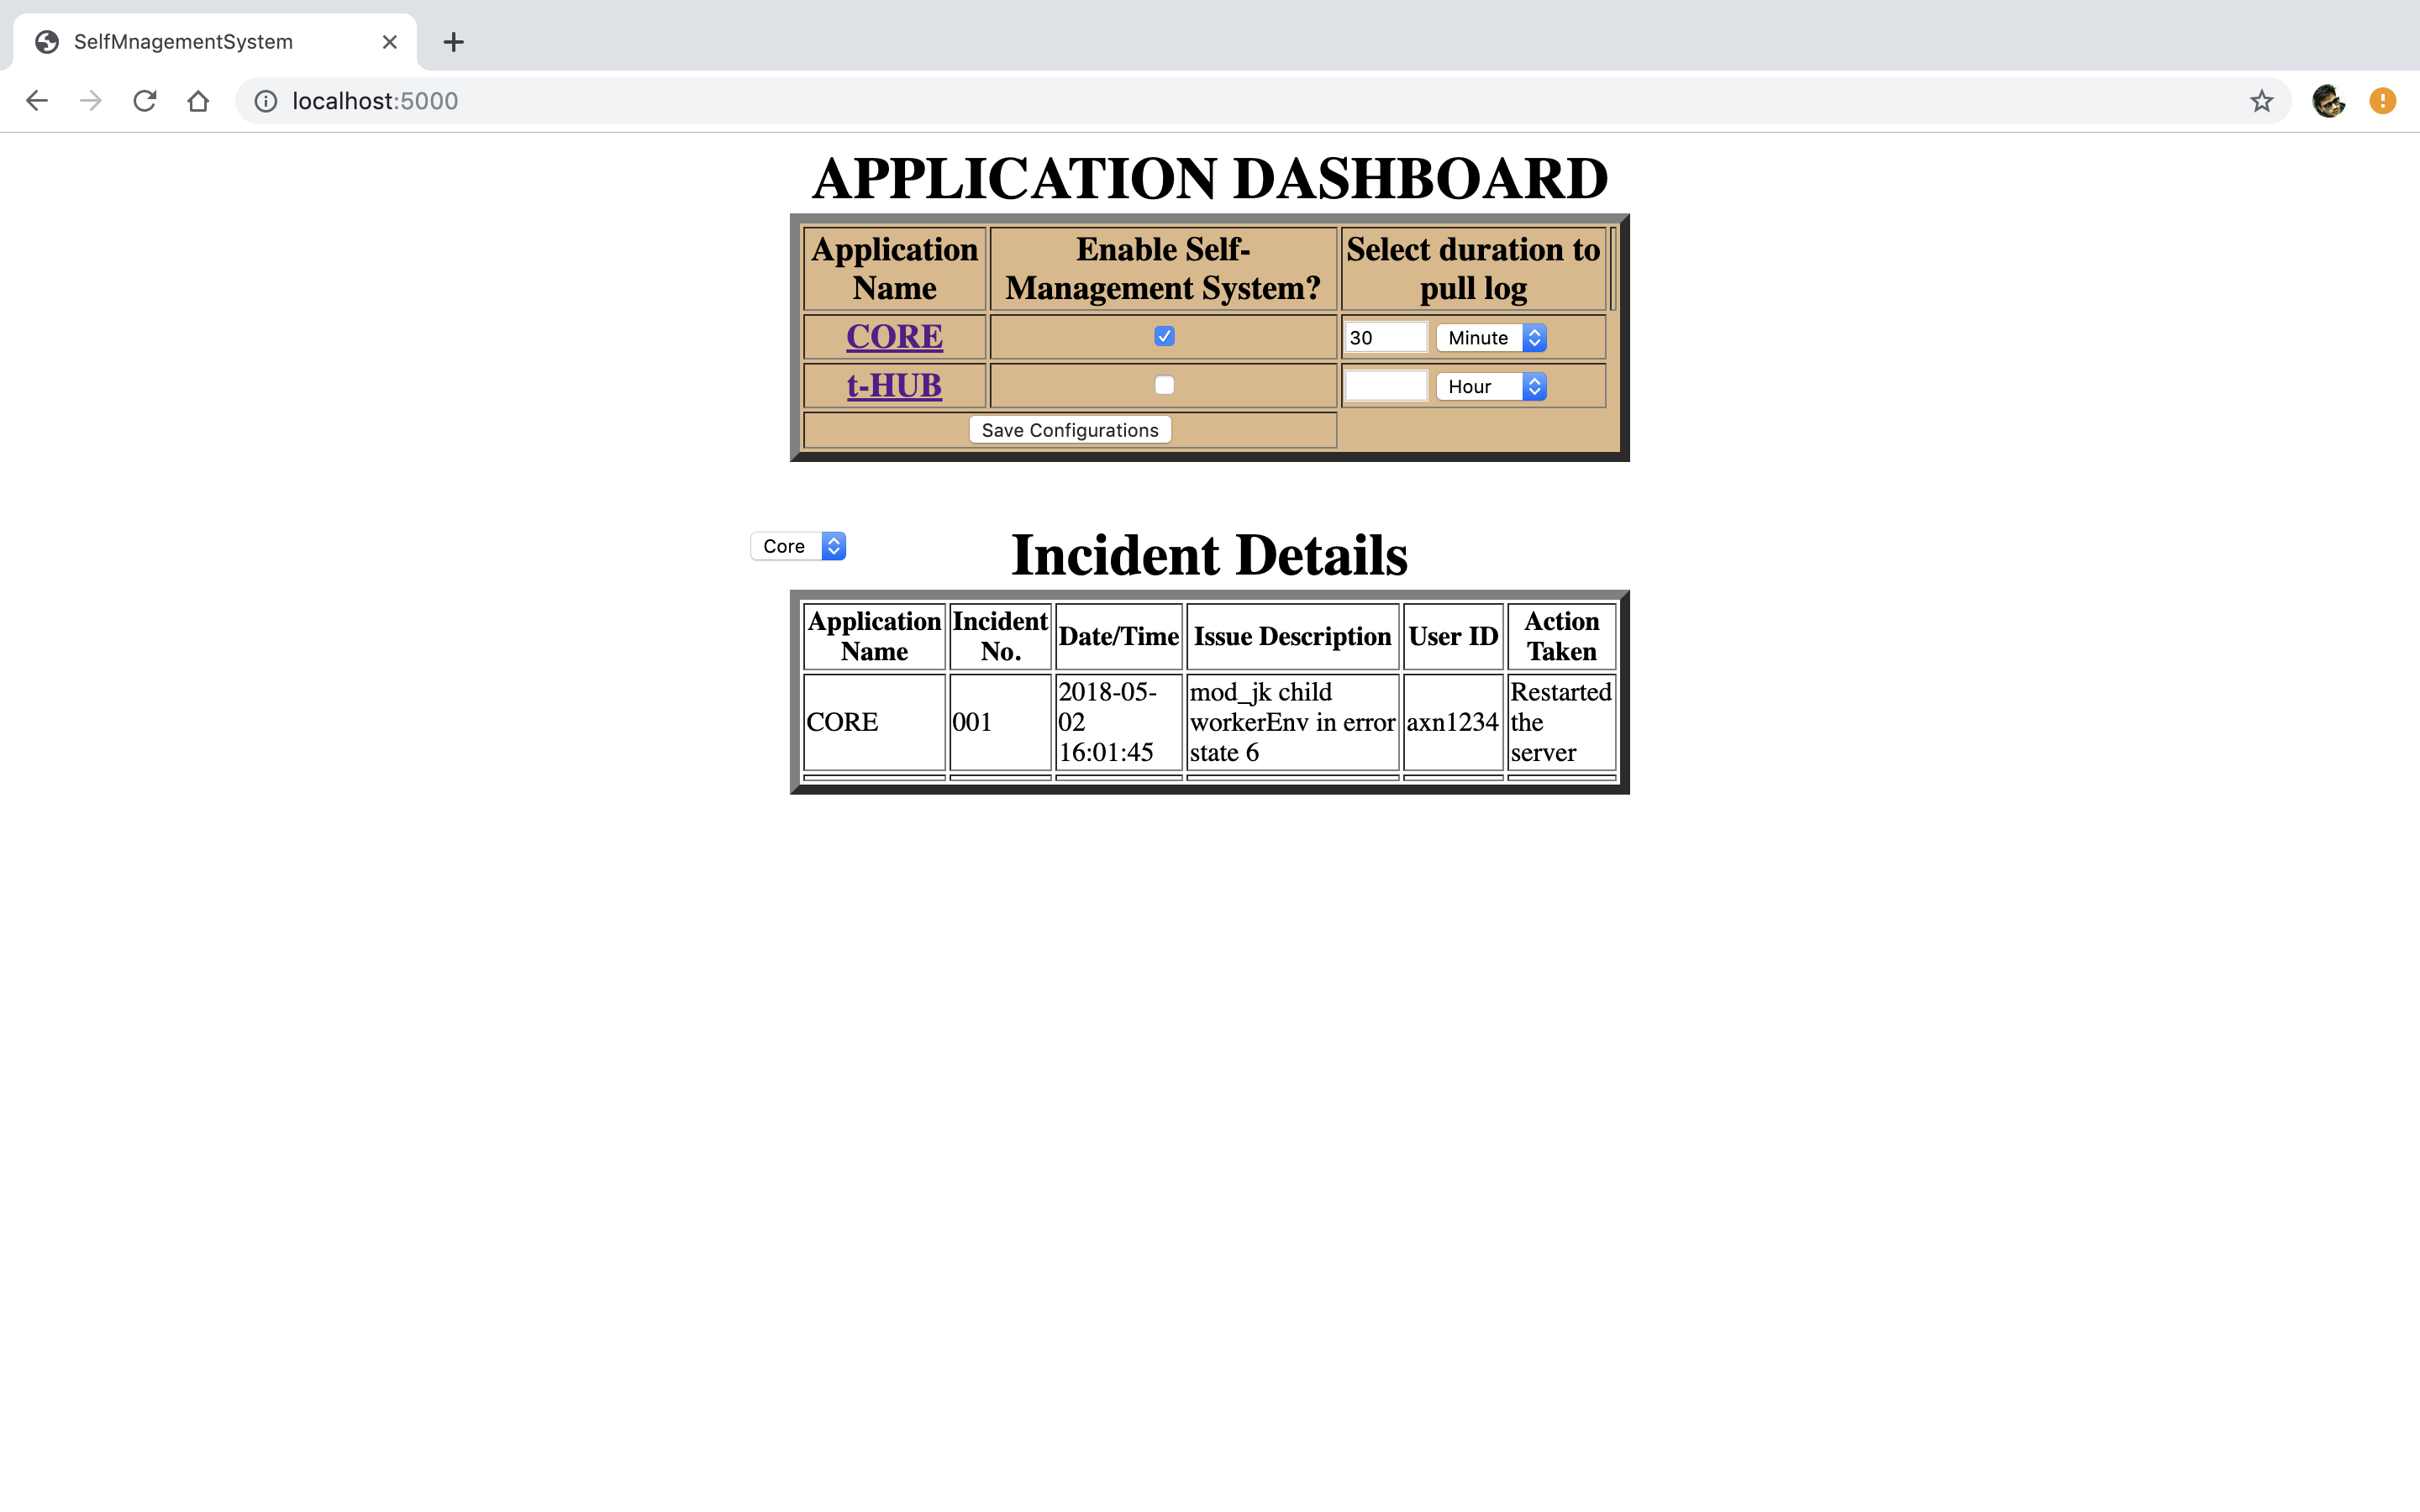 SelfMnagementSystem
localhost:5000
APPLICATION DASHBOARD
Application Name
Enable Self-Management System?
Select duration to pull log
CORE
30
Minute
t-HUB
Hour
Save Configurations
Core
Incident Details
Application Name
Incident No.
Date/Time
Issue Description
User ID
Action Taken
CORE
001
2018-05-02 16:01:45
mod_jk child workerEnv in error state 6
axn1234
Restarted the server